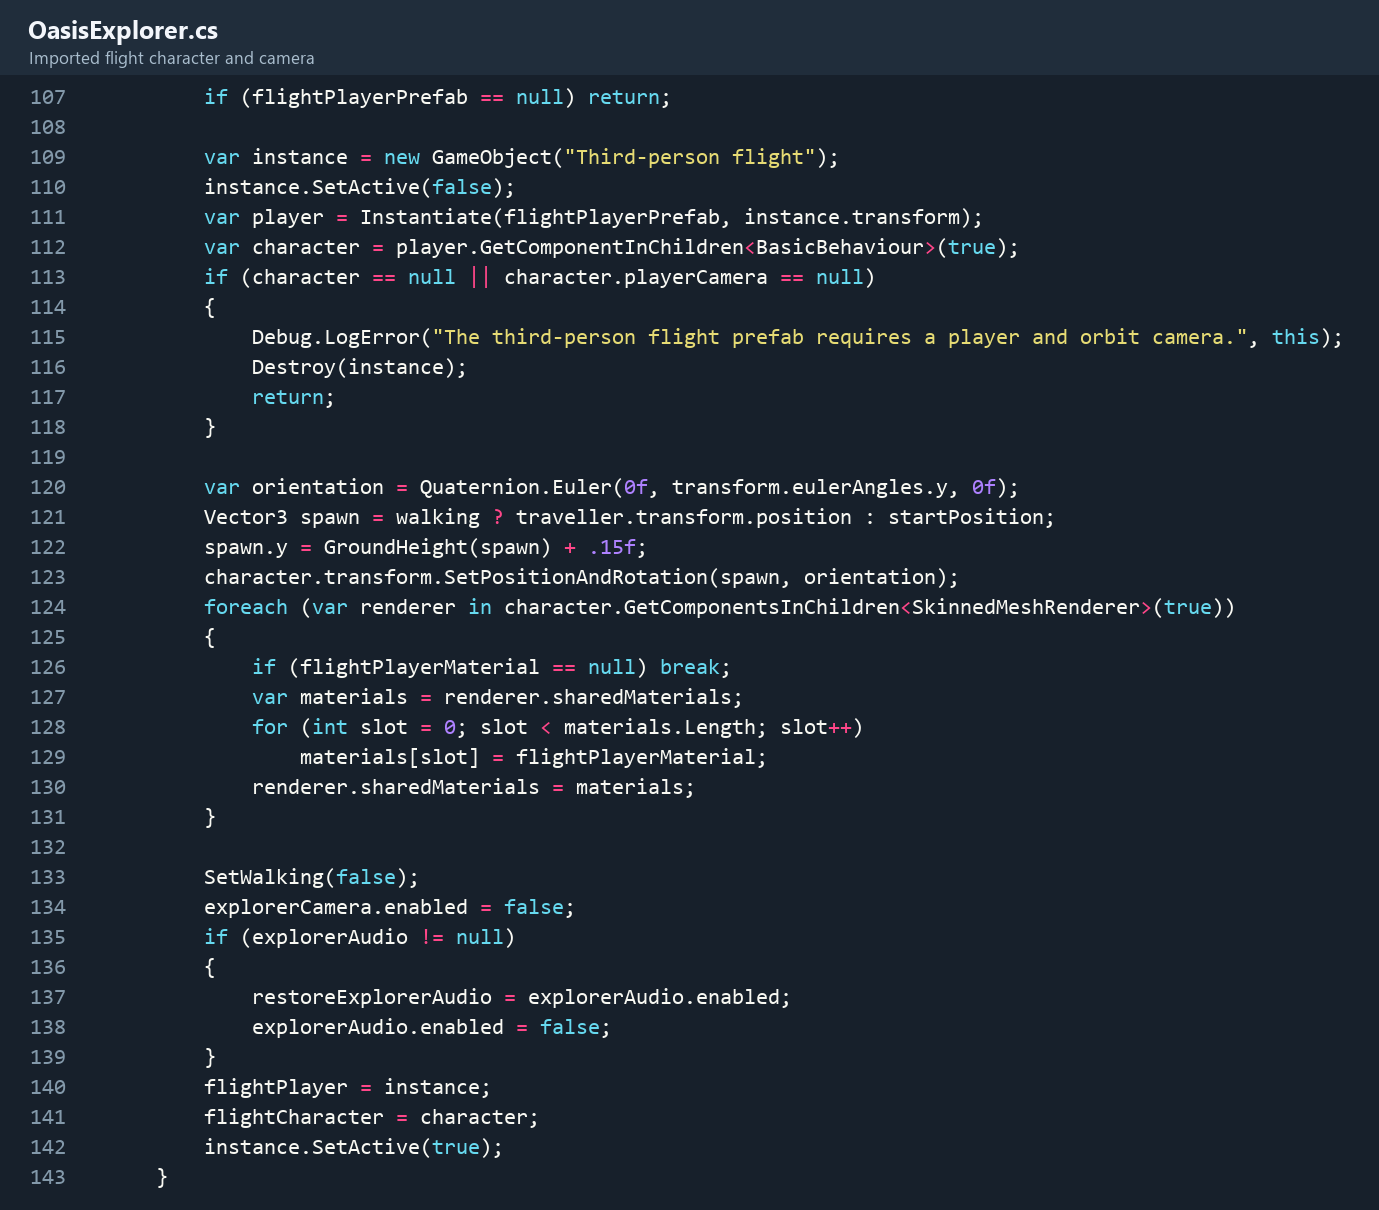 OasisExplorer.cs
Imported flight character and camera
107 if (flightPlayerPrefab == null) return;
108
109 var instance = new GameObject("Third-person flight");
110 instance.SetActive(false);
111 var player = Instantiate(flightPlayerPrefab, instance.transform);
112 var character = player.GetComponentInChildren<BasicBehaviour>(true);
113 if (character == null || character.playerCamera == null)
114 {
115 Debug.LogError("The third-person flight prefab requires a player and orbit camera.", this);
116 Destroy(instance);
117 return;
118 }
119
120 var orientation = Quaternion.Euler(0f, transform.eulerAngles.y, 0f);
121 Vector3 spawn = walking ? traveller.transform.position : startPosition;
122 spawn.y = GroundHeight(spawn) + .15f;
123 character.transform.SetPositionAndRotation(spawn, orientation);
124 foreach (var renderer in character.GetComponentsInChildren<SkinnedMeshRenderer>(true))
125 {
126 if (flightPlayerMaterial == null) break;
127 var materials = renderer.sharedMaterials;
128 for (int slot = 0; slot < materials.Length; slot++)
129 materials[slot] = flightPlayerMaterial;
130 renderer.sharedMaterials = materials;
131 }
132
133 SetWalking(false);
134 explorerCamera.enabled = false;
135 if (explorerAudio != null)
136 {
137 restoreExplorerAudio = explorerAudio.enabled;
138 explorerAudio.enabled = false;
139 }
140 flightPlayer = instance;
141 flightCharacter = character;
142 instance.SetActive(true);
143 }